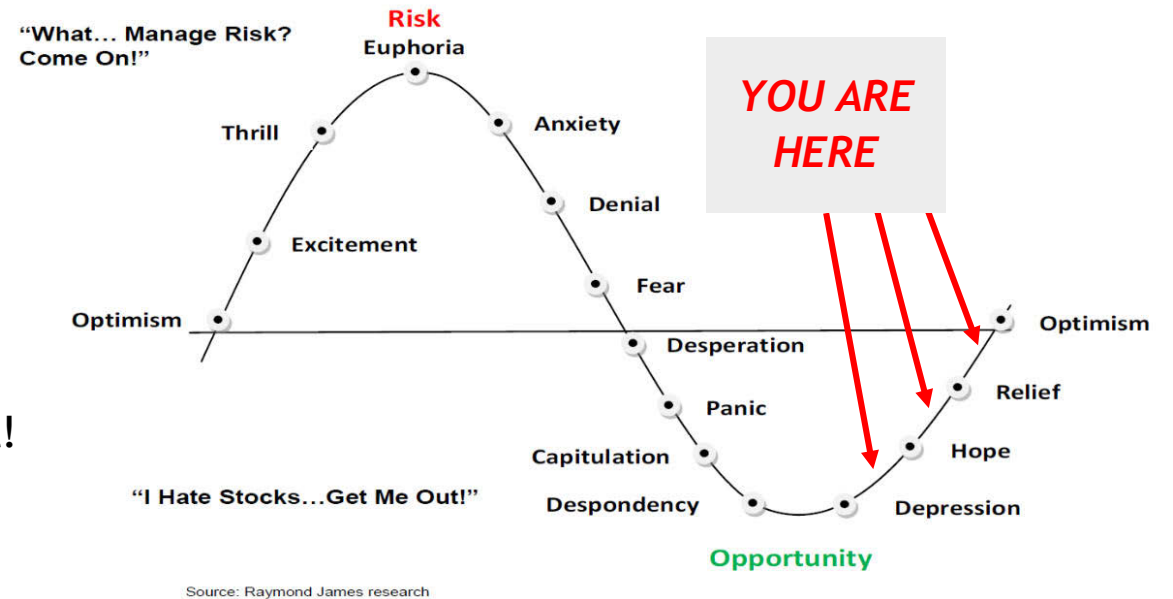 Risk
"What... Manage Risk?
Come On!"
Euphoria
YOU ARE
HERE
Thrill
Anxiety
Denial
Excitement
Fear
Optimism
Optimism
Desperation
Relief
Panic
!
Hope
Capitulation
"I Hate Stocks...Get Me Out!"
Despondency
Depression
Opportunity
Source: Raymond James research